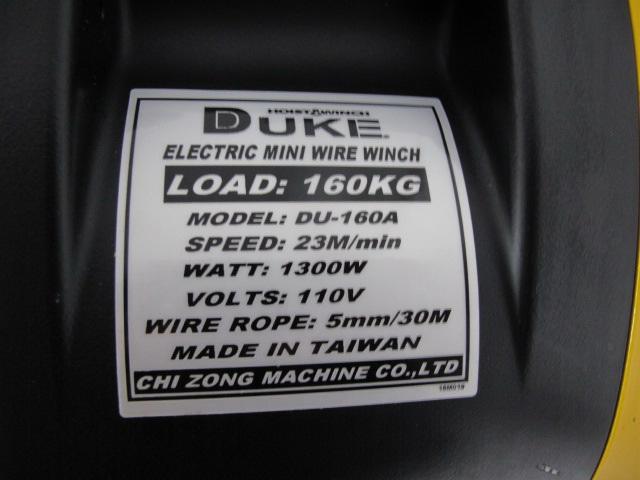 HOIST&WINCH
DUKE
ELECTRIC MINI WIRE WINCH
LOAD: 160KG
MODEL: DU-160A
SPEED: 23M/min
WATT: 1300W
VOLTS: 110V
WIRE ROPE: 5mm/30M
MADE IN TAIWAN
CHI ZONG MACHINE CO.,LTD